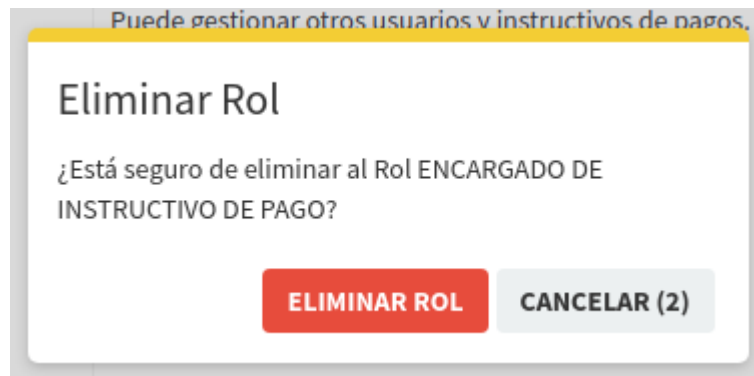 Puede gestionar otros usuarios y instructivos de pagos,
Eliminar Rol
¿Está seguro de eliminar al Rol ENCARGADO DE
INSTRUCTIVO DE PAGO?
ELIMINAR ROL CANCELAR (2)